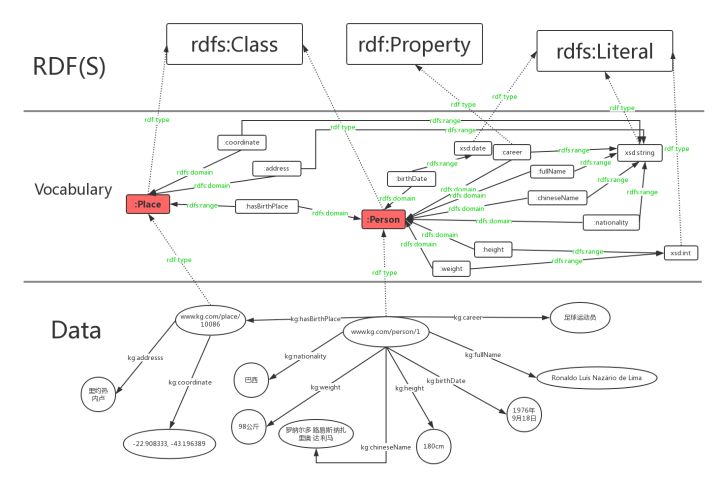 rdfs:Class
rdf:Property
rdfs:Literal
RDF(S)
rdf type
rdf type
rdf type
rdf type
rdf type
rdf type
rdfs:range
rdfs:range
:coordinate
:address
xsd:date
:career
rdfs:range
xsd:string
rdfs:range
:fullName
rdfs:range
rdfs:range
:birthDate
rdfs:domain
rdfs:domain
rdfs:domain
rdfs:domain
rdfs:domain
rdfs:domain
:chineseName
rdfs:range
Vocabulary
:Place
rdfs:range
:hasBirthPlace
rdfs:domain
:Person
rdfs:domain
:nationality
rdfs:domain
rdfs:domain
:height
rdfs:range
xsd:int
:weight
rdfs:range
rdf type
rdf type
Data
www.kg.com/place/
10086
kg:hasBirthPlace
kg:career
足球运动员
www.kg.com/person/1
kg:addresss
kg:nationality
kg:fullName
kg:coordinate
巴西
kg:weight
kg:height
kg:birthDate
Ronaldo Luis Nazário de Lima
里约热
内卢
98公斤
罗纳尔多·路易斯·纳扎
里奥·达·利马
1976年
9月18日
-22.908333, -43.196389
kg:chineseName
180cm